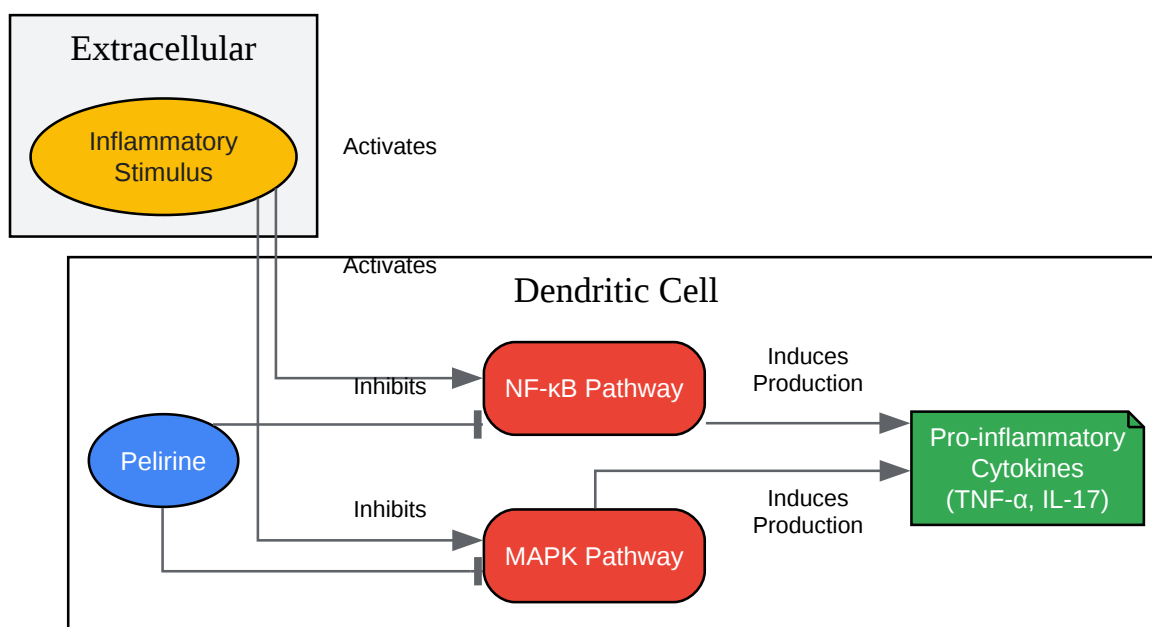 Extracellular
Inflammatory
Stimulus
Activates
Activates
Dendritic Cell
Induces
Production
NF-κB Pathway
Inhibits
Pelirine
Pro-inflammatory
Cytokines
(TNF-α, IL-17)
Inhibits
Induces
Production
MAPK Pathway